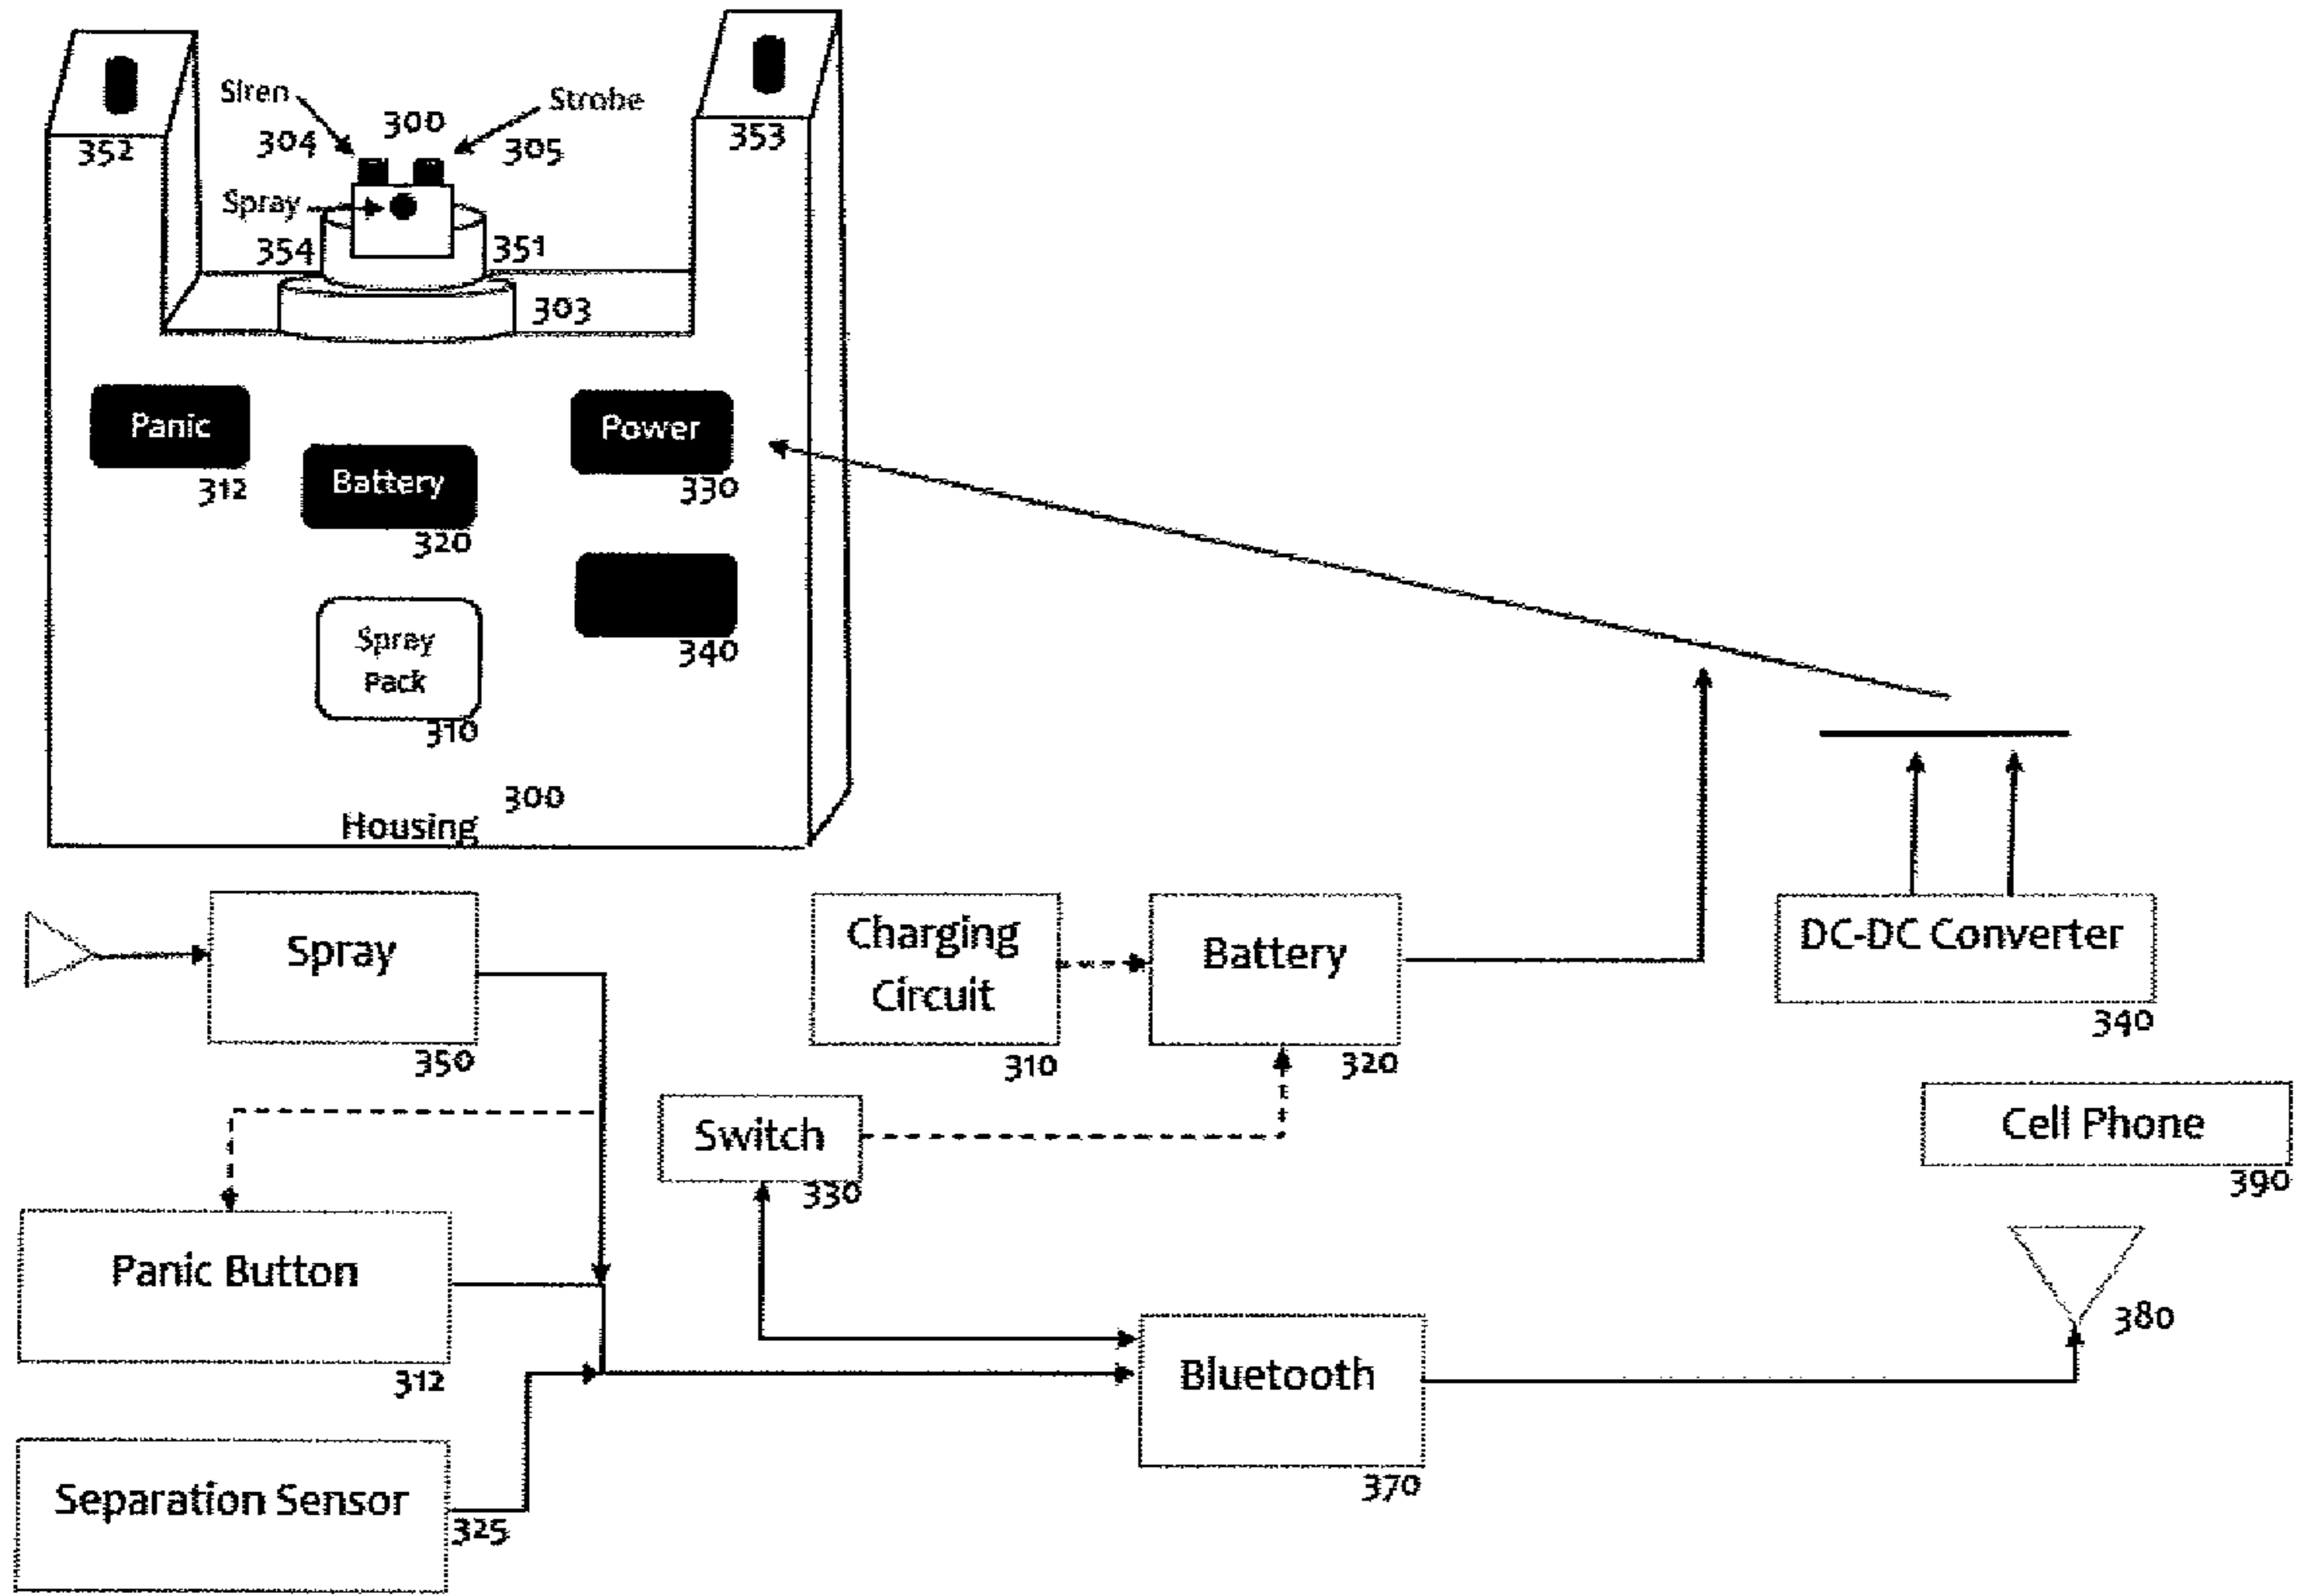 Siren
Strobe
300
304
305
352
353
Spray
354
351
303
Panic
Power
312
Battery
330
320
Spray
Pack
340
310
300
Housing
Spray
350
Charging
Circuit
310
Battery
320
DC-DC Converter
340
Switch
330
Cell Phone
390
Panic Button
312
380
Bluetooth
370
Separation Sensor
325